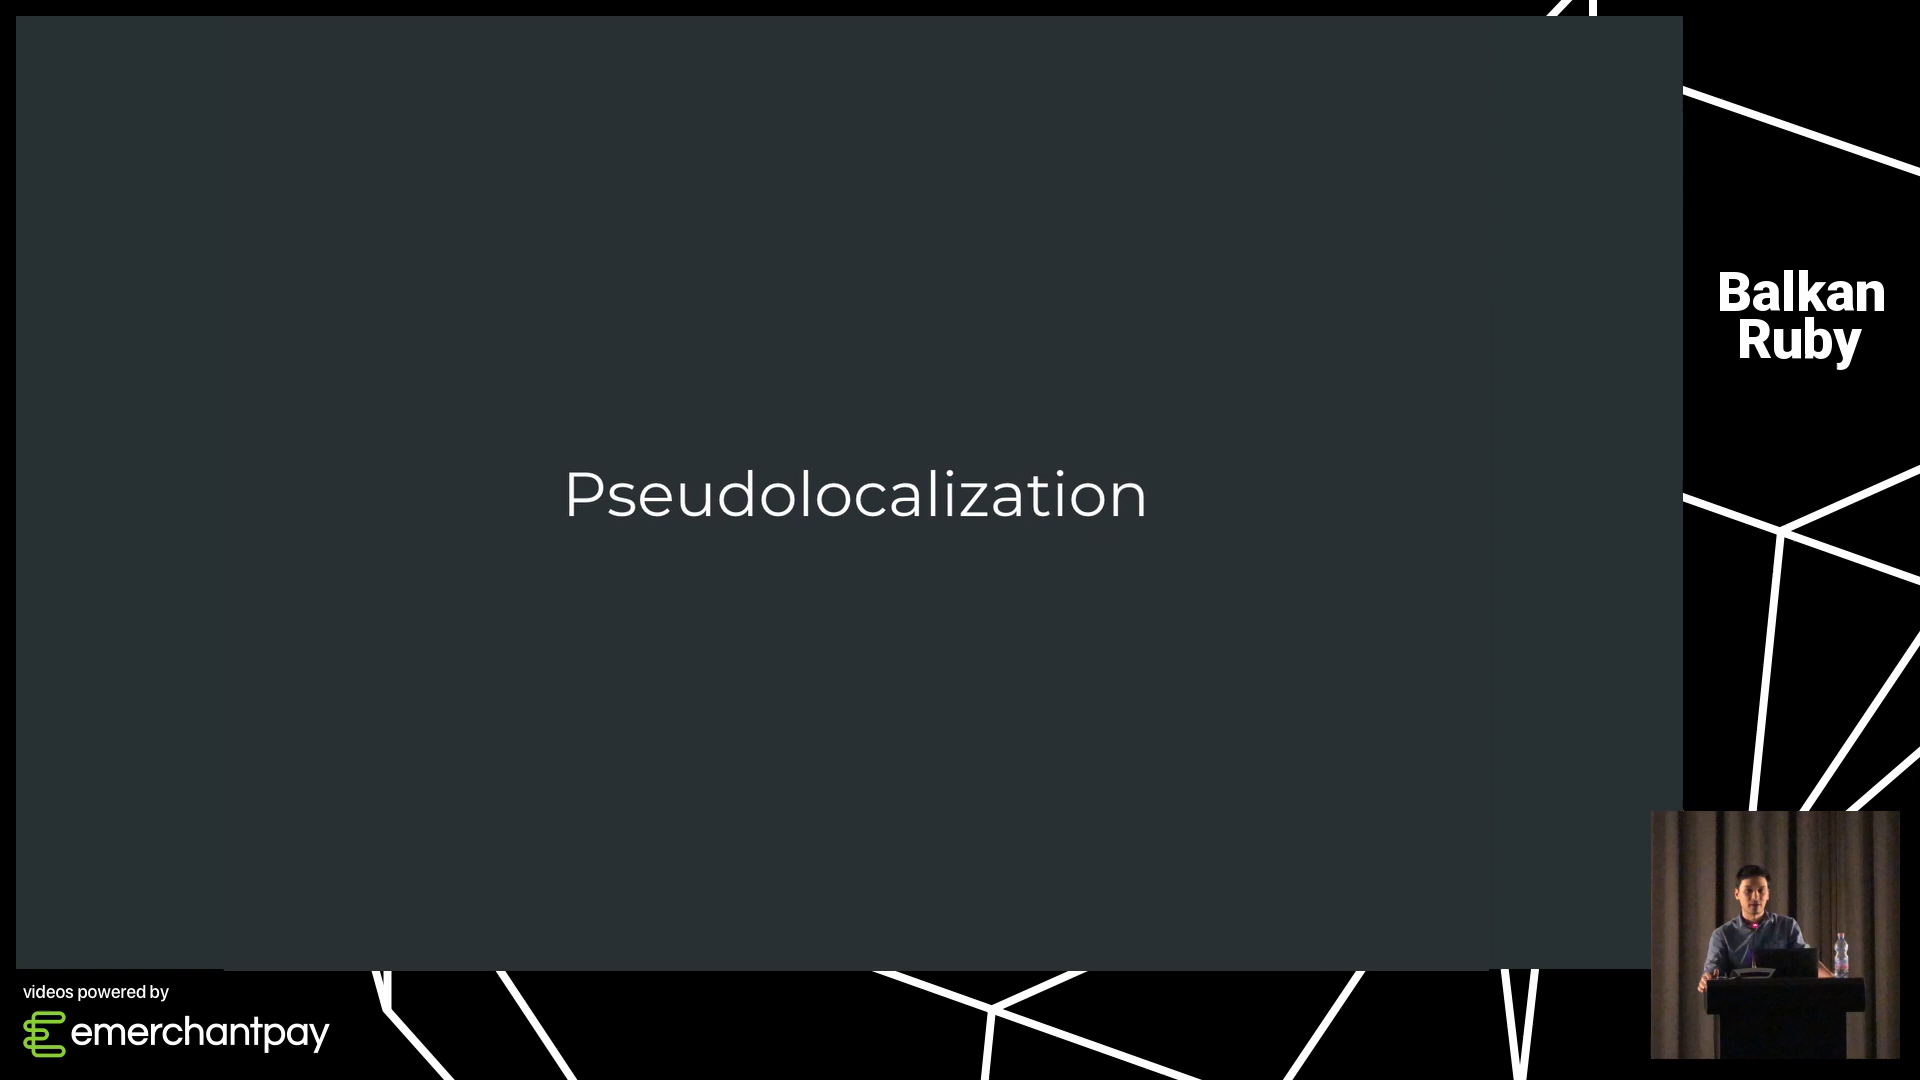 Pseudolocalization
Balkan
Ruby
videos powered by
emerchantpay